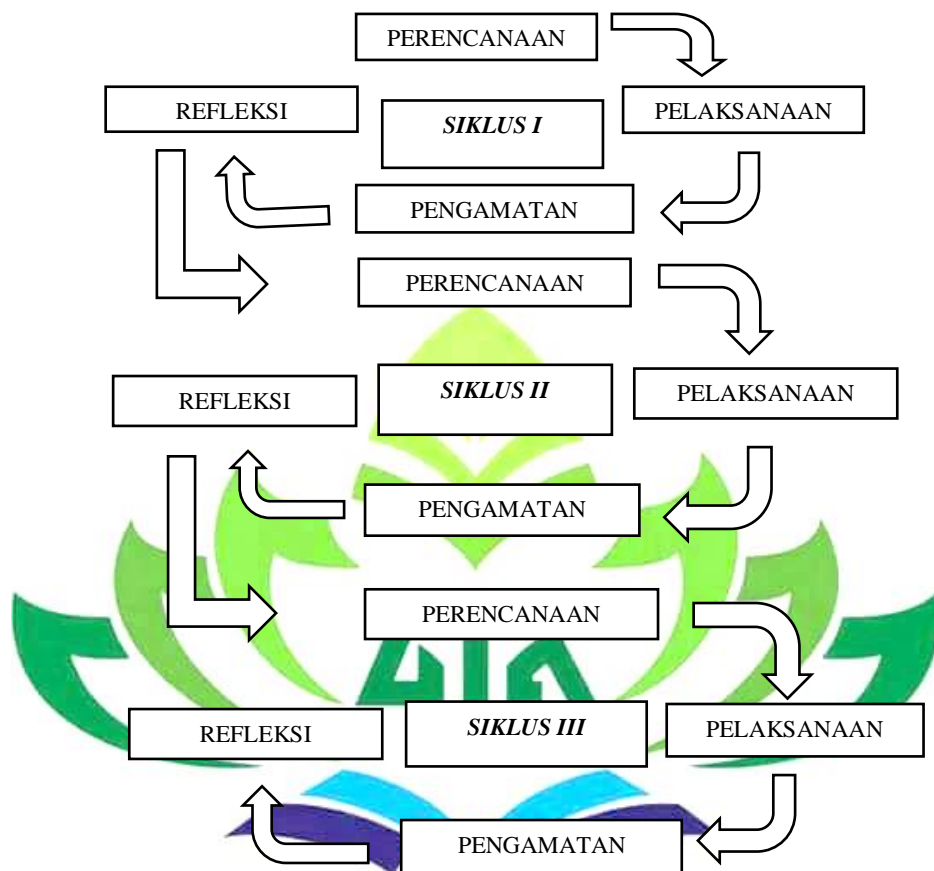 PERENCANAAN
REFLEKSI
SIKLUS I
PELAKSANAAN
PENGAMATAN
PERENCANAAN
REFLEKSI
SIKLUS II
PELAKSANAAN
PENGAMATAN
PERENCANAAN
REFLEKSI
SIKLUS III
PELAKSANAAN
PENGAMATAN